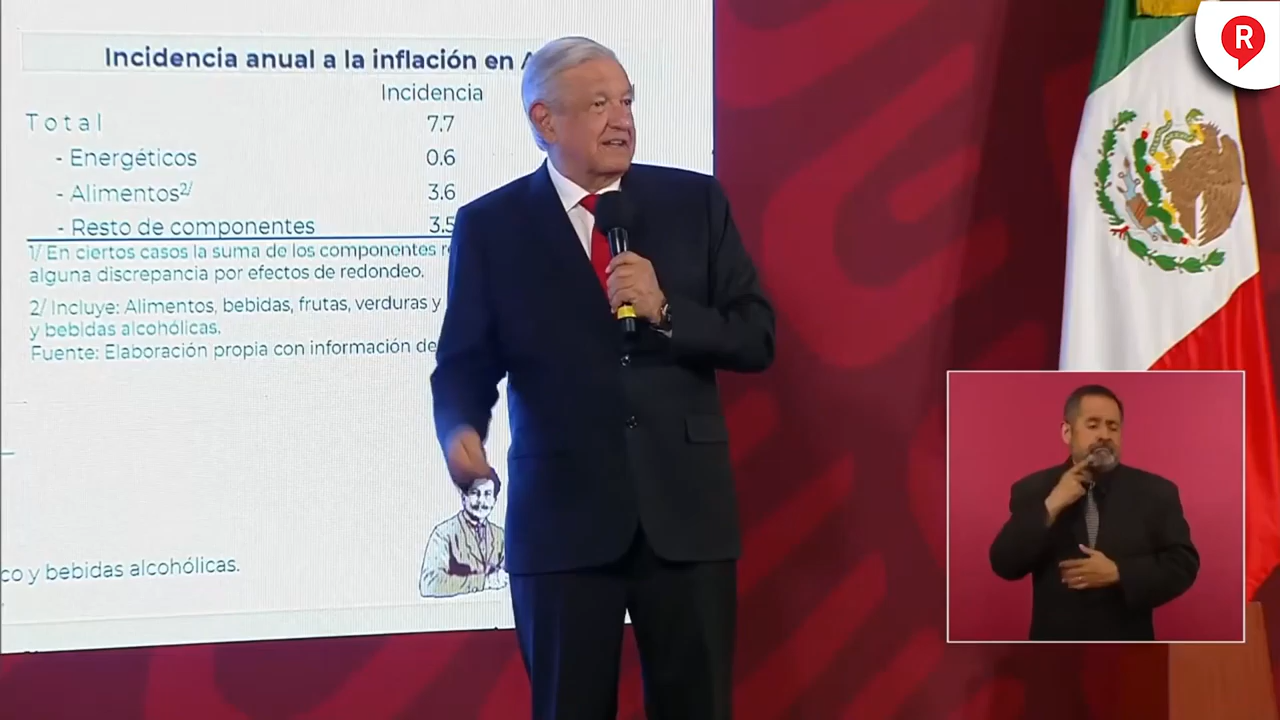 Incidencia anual a la inflación en
Incidencia
Total 7.7
- Energéticos 0.6
- Alimentos2/ 3.6
- Resto de componentes 3.5
1/ En ciertos casos la suma de los componentes
alguna discrepancia por efectos de redondeo.
2/ Incluye: Alimentos, bebidas, frutas, verduras y
y bebidas alcohólicas.
Fuente: Elaboración propia con información de
co y bebidas alcohólicas.
R